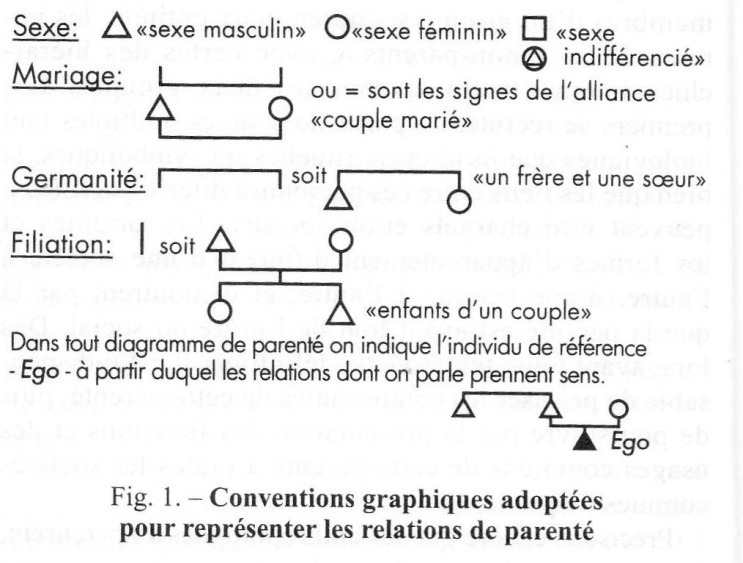 Sexe: «sexe masculin» «sexe féminin» «sexe
indifférencié»
Mariage:
ou = sont les signes de l'alliance
«couple marié»
Germanité: soit «un frère et une sœur»
Filiation: soit
«enfants d'un couple»
Dans tout diagramme de parenté on indique l'individu de référence
- Ego - à partir duquel les relations dont on parle prennent sens.
Ego
Fig. 1. – Conventions graphiques adoptées
pour représenter les relations de parenté